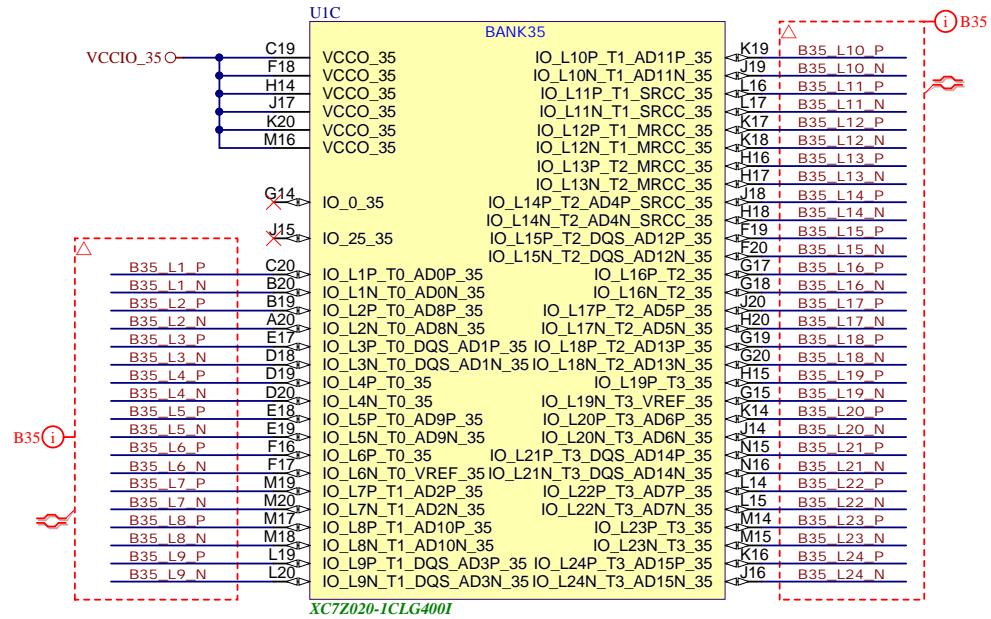 U1C
BANK35
B35
VCCIO_35
C19 VCCO_35
F18 VCCO_35
H14 VCCO_35
J17 VCCO_35
K20 VCCO_35
M16 VCCO_35
G14 IO_0_35
J15 IO_25_35
B35_L1_P C20 IO_L1P_T0_AD0P_35
B35_L1_N B20 IO_L1N_T0_AD0N_35
B35_L2_P B19 IO_L2P_T0_AD8P_35
B35_L2_N A20 IO_L2N_T0_AD8N_35
B35_L3_P E17 IO_L3P_T0_DQS_AD1P_35
B35_L3_N D18 IO_L3N_T0_DQS_AD1N_35
B35_L4_P D19 IO_L4P_T0_35
B35_L4_N D20 IO_L4N_T0_35
B35_L5_P E18 IO_L5P_T0_AD9P_35
B35_L5_N E19 IO_L5N_T0_AD9N_35
B35_L6_P F16 IO_L6P_T0_35
B35_L6_N F17 IO_L6N_T0_VREF_35
B35_L7_P M19 IO_L7P_T1_AD2P_35
B35_L7_N M20 IO_L7N_T1_AD2N_35
B35_L8_P M17 IO_L8P_T1_AD10P_35
B35_L8_N M18 IO_L8N_T1_AD10N_35
B35_L9_P L19 IO_L9P_T1_DQS_AD3P_35
B35_L9_N L20 IO_L9N_T1_DQS_AD3N_35
B35 i
IO_L10P_T1_AD11P_35 K19 B35_L10_P
IO_L10N_T1_AD11N_35 J19 B35_L10_N
IO_L11P_T1_SRCC_35 L16 B35_L11_P
IO_L11N_T1_SRCC_35 L17 B35_L11_N
IO_L12P_T1_MRCC_35 K17 B35_L12_P
IO_L12N_T1_MRCC_35 K18 B35_L12_N
IO_L13P_T2_MRCC_35 H16 B35_L13_P
IO_L13N_T2_MRCC_35 H17 B35_L13_N
IO_L14P_T2_AD4P_SRCC_35 J18 B35_L14_P
IO_L14N_T2_AD4N_SRCC_35 H18 B35_L14_N
IO_L15P_T2_DQS_AD12P_35 F19 B35_L15_P
IO_L15N_T2_DQS_AD12N_35 F20 B35_L15_N
IO_L16P_T2_35 G17 B35_L16_P
IO_L16N_T2_35 G18 B35_L16_N
IO_L17P_T2_AD5P_35 J20 B35_L17_P
IO_L17N_T2_AD5N_35 H20 B35_L17_N
IO_L18P_T2_AD13P_35 G19 B35_L18_P
IO_L18N_T2_AD13N_35 G20 B35_L18_N
IO_L19P_T3_35 H15 B35_L19_P
IO_L19N_T3_VREF_35 G15 B35_L19_N
IO_L20P_T3_AD6P_35 K14 B35_L20_P
IO_L20N_T3_AD6N_35 J14 B35_L20_N
IO_L21P_T3_DQS_AD14P_35 N15 B35_L21_P
IO_L21N_T3_DQS_AD14N_35 N16 B35_L21_N
IO_L22P_T3_AD7P_35 L14 B35_L22_P
IO_L22N_T3_AD7N_35 L15 B35_L22_N
IO_L23P_T3_35 M14 B35_L23_P
IO_L23N_T3_35 M15 B35_L23_N
IO_L24P_T3_AD15P_35 K16 B35_L24_P
IO_L24N_T3_AD15N_35 J16 B35_L24_N
i
XC7Z020-1CLG400I